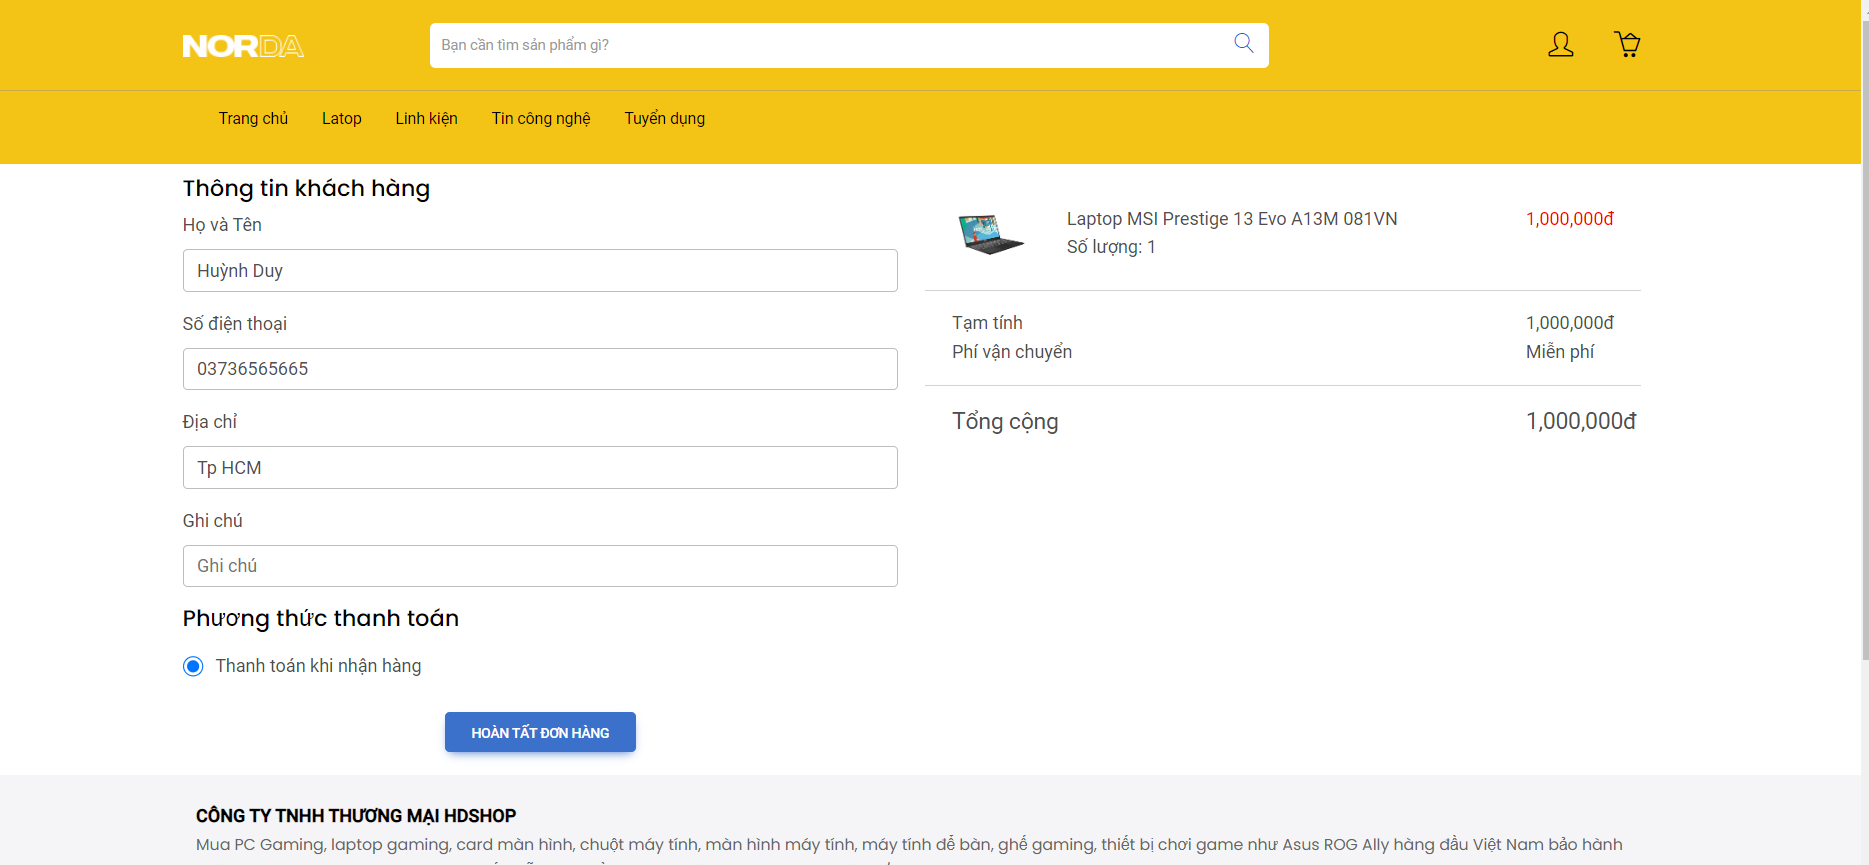 NORDA
Bạn cần tìm sản phẩm gì?
Trang chủ Latop Linh kiện Tin công nghệ Tuyển dụng
Thông tin khách hàng
Họ và Tên
Huỳnh Duy
Số điện thoại
03736565665
Địa chỉ
Tp HCM
Ghi chú
Ghi chú
Phương thức thanh toán
Thanh toán khi nhận hàng
HOÀN TẤT ĐƠN HÀNG
Laptop MSI Prestige 13 Evo A13M 081VN 1,000,000đ
Số lượng: 1
Tạm tính 1,000,000đ
Phí vận chuyển Miễn phí
Tổng cộng 1,000,000đ
CÔNG TY TNHH THƯƠNG MẠI HDSHOP
Mua PC Gaming, laptop gaming, card màn hình, chuột máy tính, màn hình máy tính, máy tính để bàn, ghế gaming, thiết bị chơi game như Asus ROG Ally hàng đầu Việt Nam bảo hành